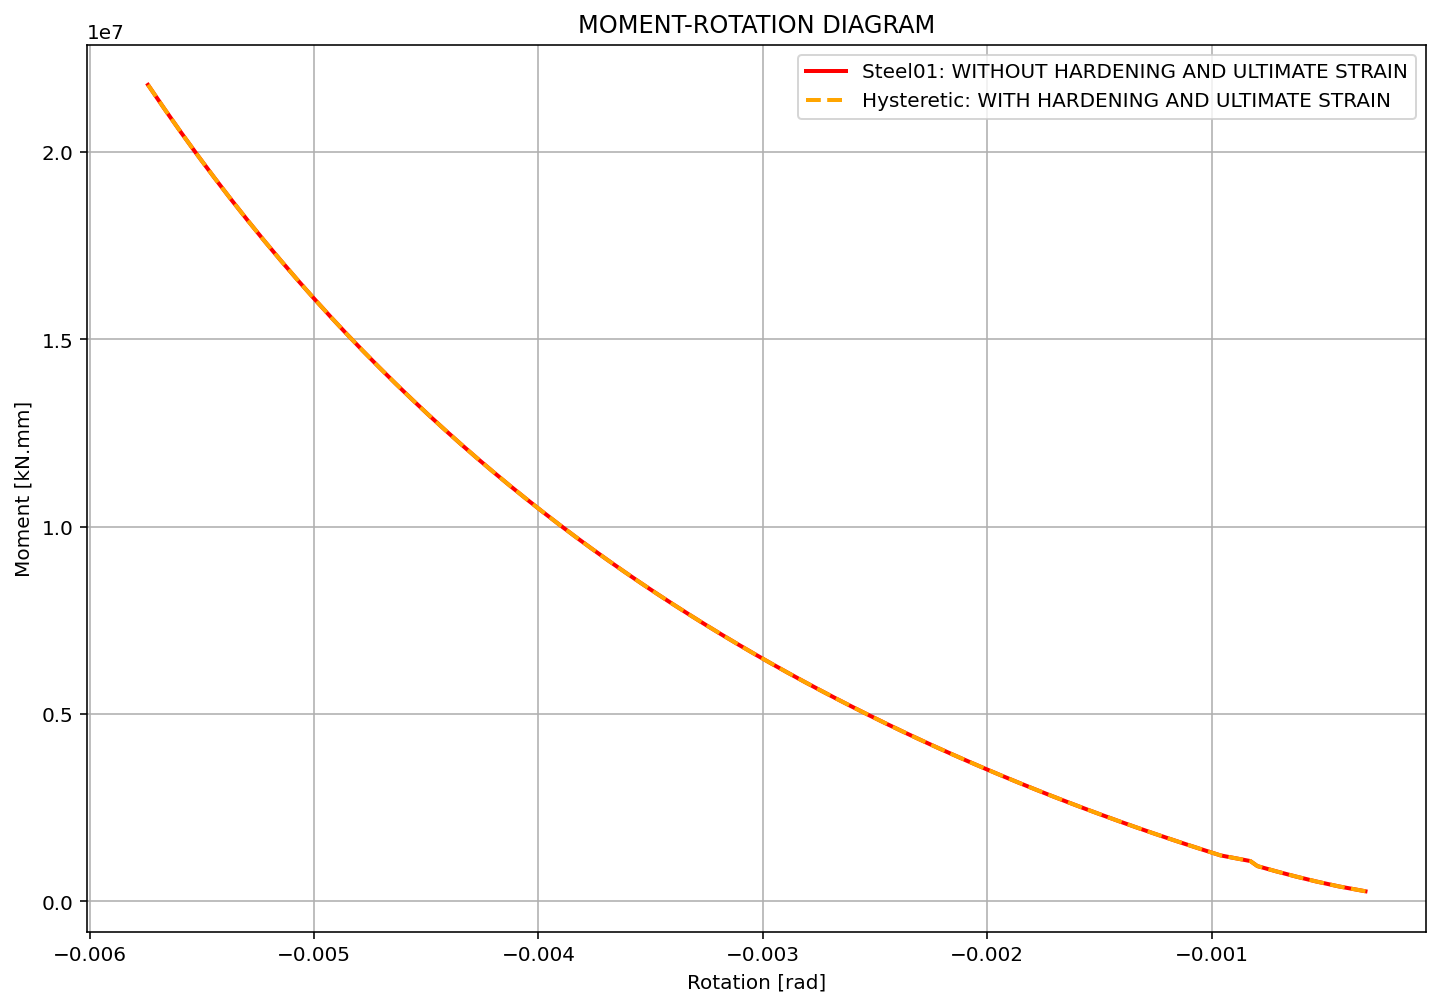 MOMENT-ROTATION DIAGRAM
1e7
Steel01: WITHOUT HARDENING AND ULTIMATE STRAIN
Hysteretic: WITH HARDENING AND ULTIMATE STRAIN
2.0
1.5
1.0
0.5
0.0
Moment [kN.mm]
−0.006 −0.005 −0.004 −0.003 −0.002 −0.001
Rotation [rad]